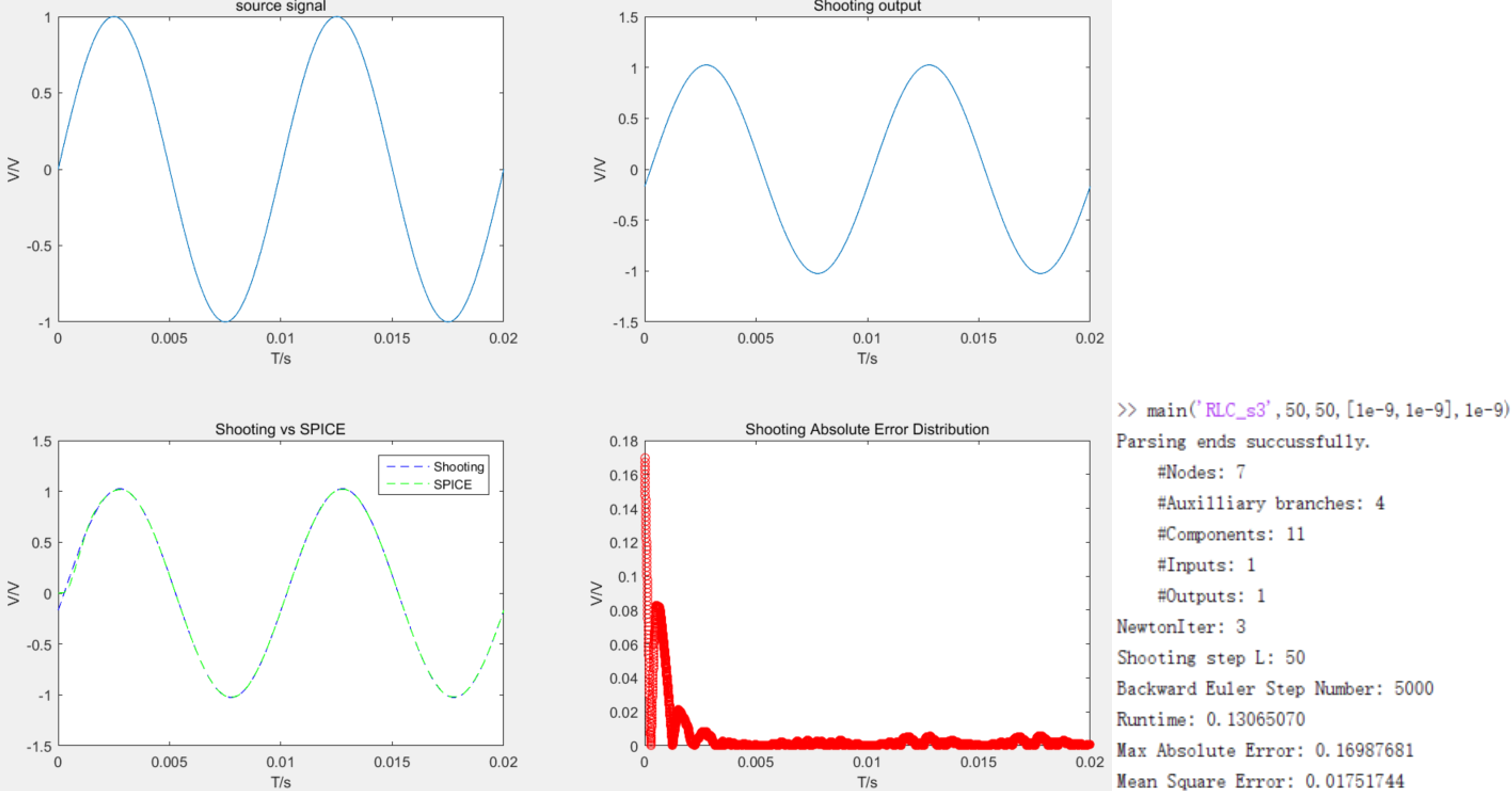 source signal
1
0.5
0
-0.5
-1
V/V
0 0.005 0.01 0.015 0.02
T/s
Shooting output
1.5
1
0.5
0
-0.5
-1
-1.5
V/V
0 0.005 0.01 0.015 0.02
T/s
Shooting vs SPICE
1.5
1
0.5
0
-0.5
-1
-1.5
V/V
Shooting
SPICE
0 0.005 0.01 0.015 0.02
T/s
Shooting Absolute Error Distribution
0.18
0.16
0.14
0.12
0.1
0.08
0.06
0.04
0.02
0
V/V
0 0.005 0.01 0.015 0.02
T/s
>> main('RLC_s3',50,50,[1e-9,1e-9],1e-9)
Parsing ends succussfully.
#Nodes: 7
#Auxilliary branches: 4
#Components: 11
#Inputs: 1
#Outputs: 1
NewtonIter: 3
Shooting step L: 50
Backward Euler Step Number: 5000
Runtime: 0.13065070
Max Absolute Error: 0.16987681
Mean Square Error: 0.01751744